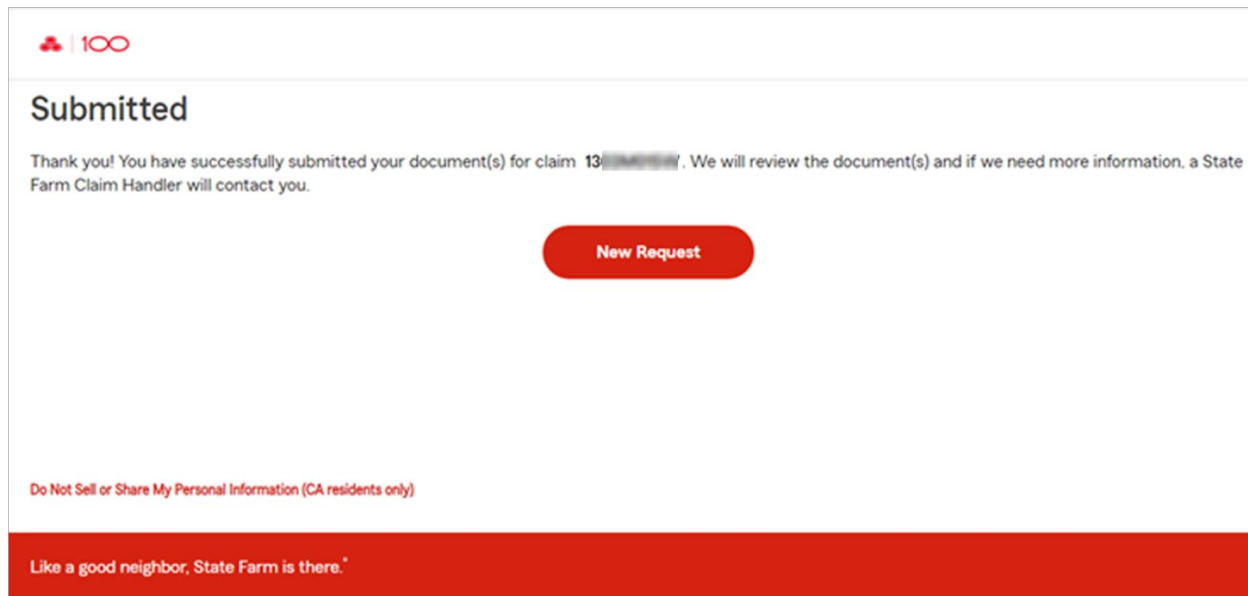 100
Submitted
Thank you! You have successfully submitted your document(s) for claim 13 . We will review the document(s) and if we need more information, a State
Farm Claim Handler will contact you.
New Request
Do Not Sell or Share My Personal Information (CA residents only)
Like a good neighbor, State Farm is there.®